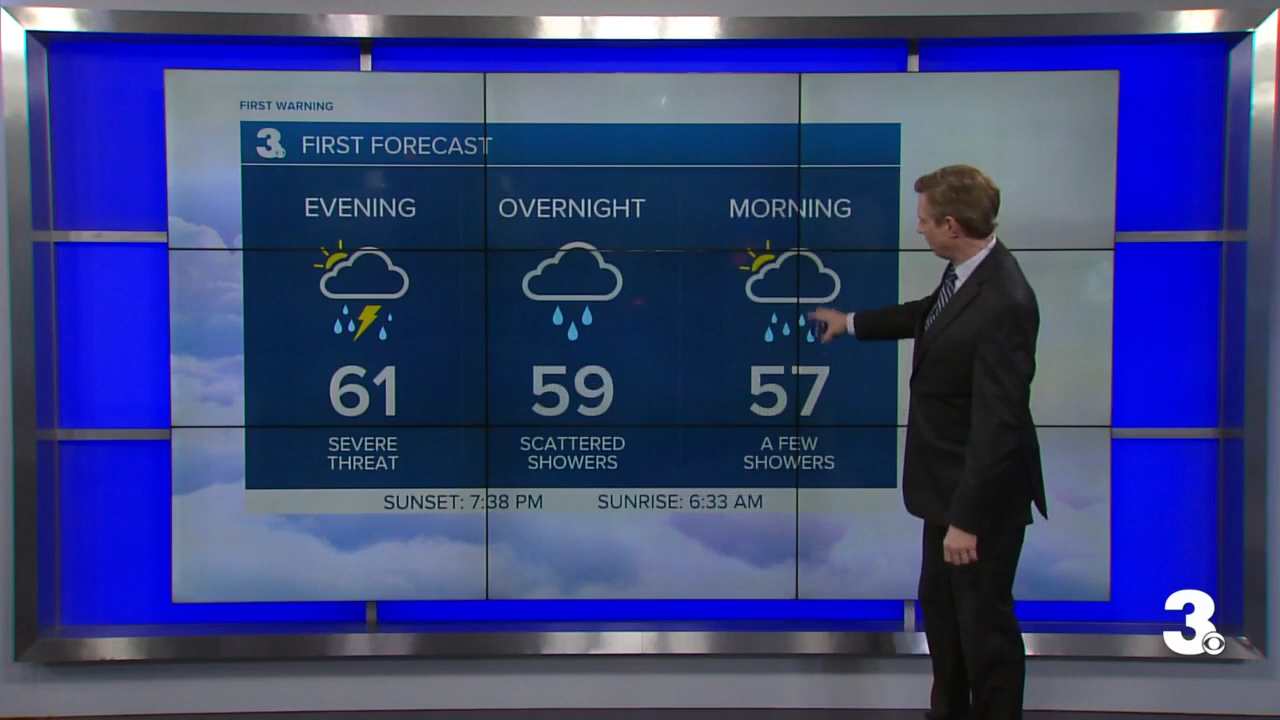 FIRST WARNING
3 FIRST FORECAST
EVENING OVERNIGHT MORNING
61 59 57
SEVERE THREAT
SCATTERED SHOWERS
A FEW SHOWERS
SUNSET: 7:38 PM SUNRISE: 6:33 AM
3